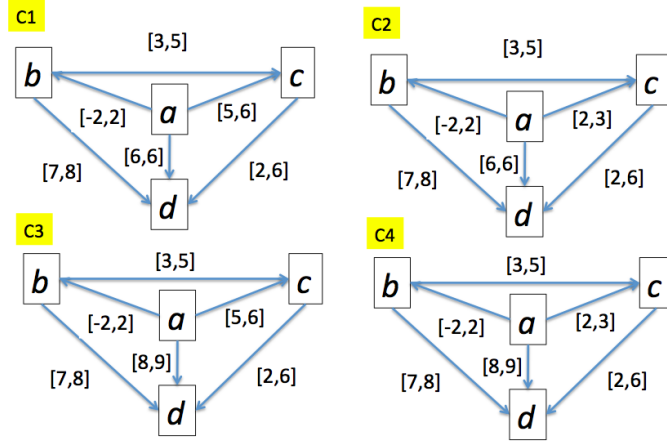 C1
[3,5]
b
c
[-2,2]
a
[5,6]
[7,8]
[6,6]
[2,6]
d
C2
[3,5]
b
c
[-2,2]
a
[2,3]
[7,8]
[6,6]
[2,6]
d
C3
[3,5]
b
c
[-2,2]
a
[5,6]
[7,8]
[8,9]
[2,6]
d
C4
[3,5]
b
c
[-2,2]
a
[2,3]
[7,8]
[8,9]
[2,6]
d